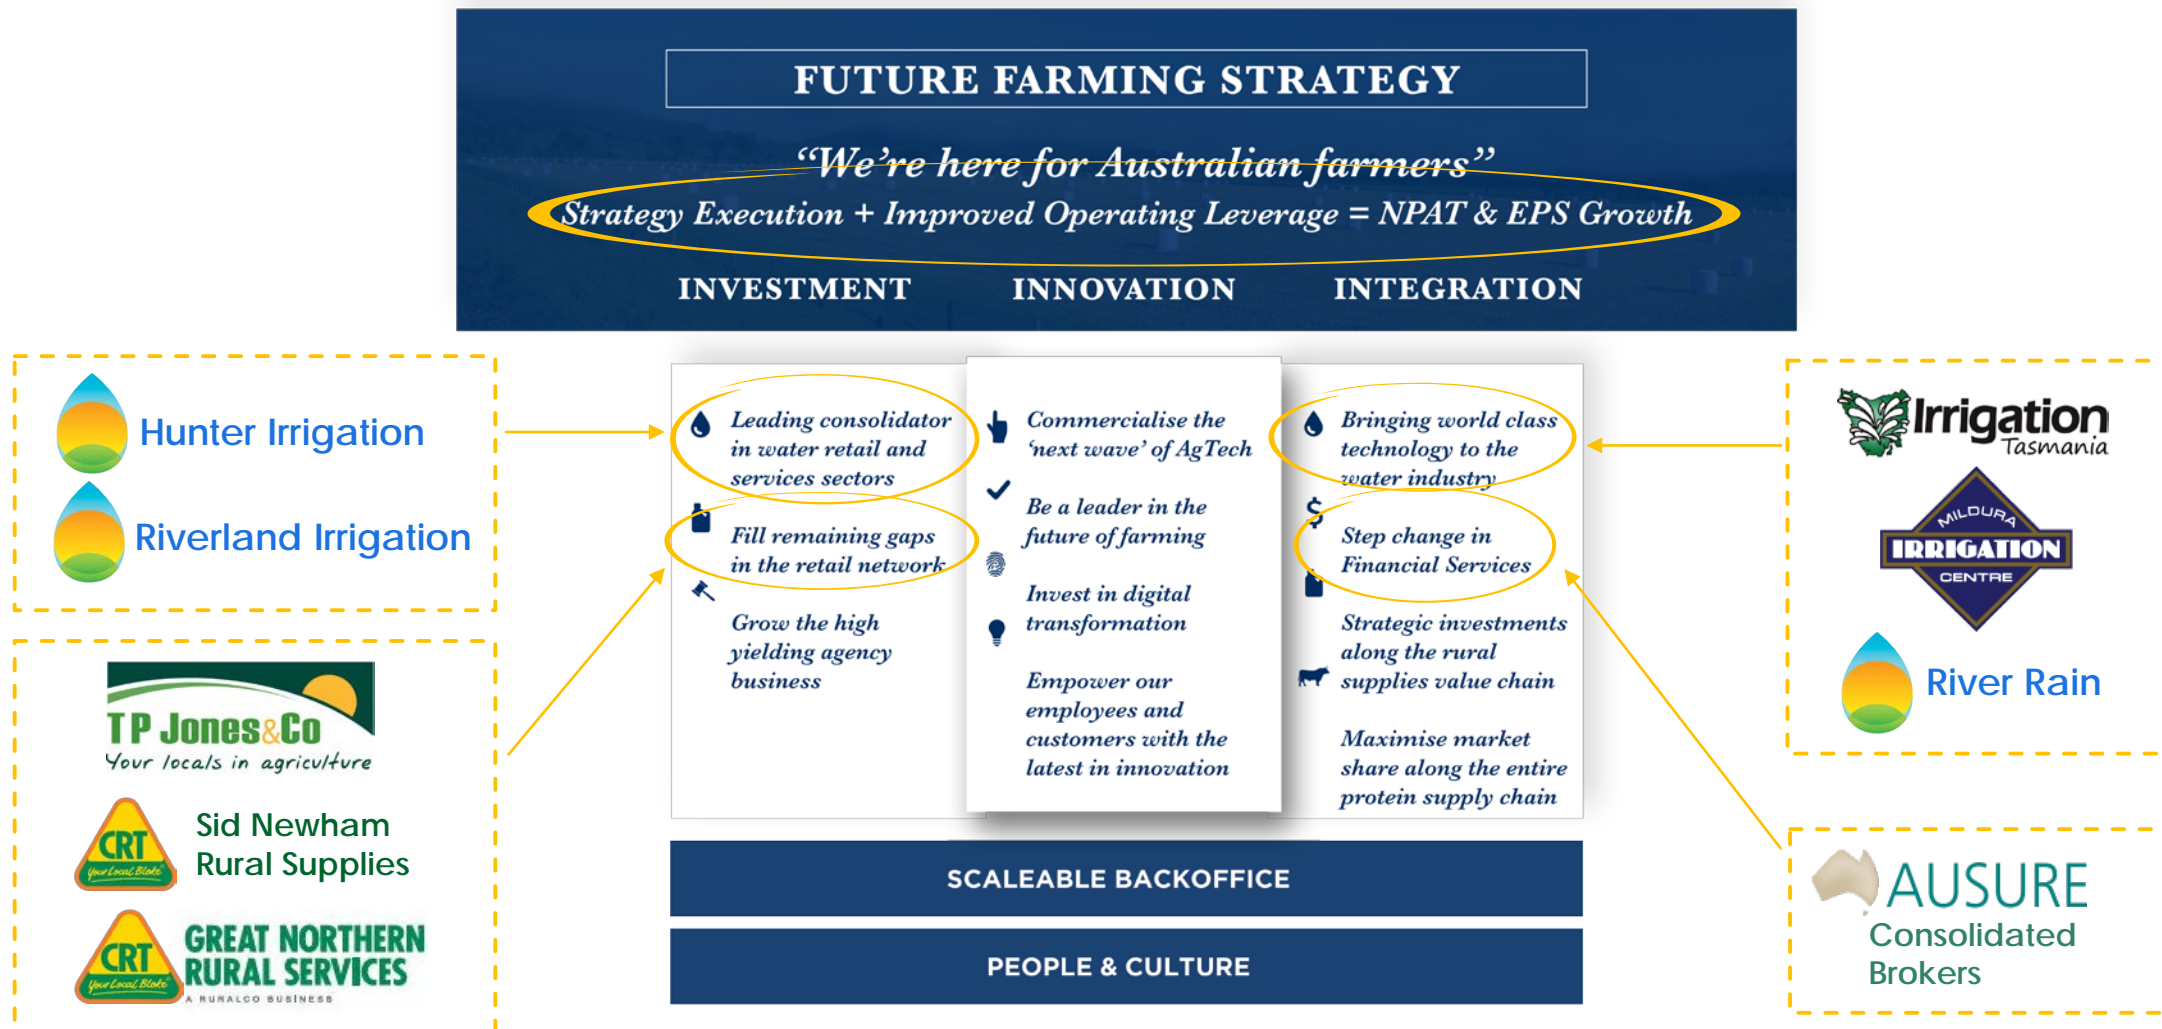 FUTURE FARMING STRATEGY
“We’re here for Australian farmers”
Strategy Execution + Improved Operating Leverage = NPAT & EPS Growth
INVESTMENT
INNOVATION
INTEGRATION
Hunter Irrigation
Riverland Irrigation
TP Jones&Co
Your locals in agriculture
CRT
Your Local Bloke
Sid Newham
Rural Supplies
CRT
Your Local Bloke
GREAT NORTHERN
RURAL SERVICES
A RURALCO BUSINESS
Leading consolidator
in water retail and
services sectors
Fill remaining gaps
in the retail network
Grow the high
yielding agency
business
Commercialise the
‘next wave’ of AgTech
Be a leader in the
future of farming
Invest in digital
transformation
Empower our
employees and
customers with the
latest in innovation
Bringing world class
technology to the
water industry
Step change in
Financial Services
Strategic investments
along the rural
supplies value chain
Maximise market
share along the entire
protein supply chain
SCALEABLE BACKOFFICE
PEOPLE & CULTURE
Irrigation
Tasmania
MILDURA
IRRIGATION
CENTRE
River Rain
AUSURE
Consolidated
Brokers